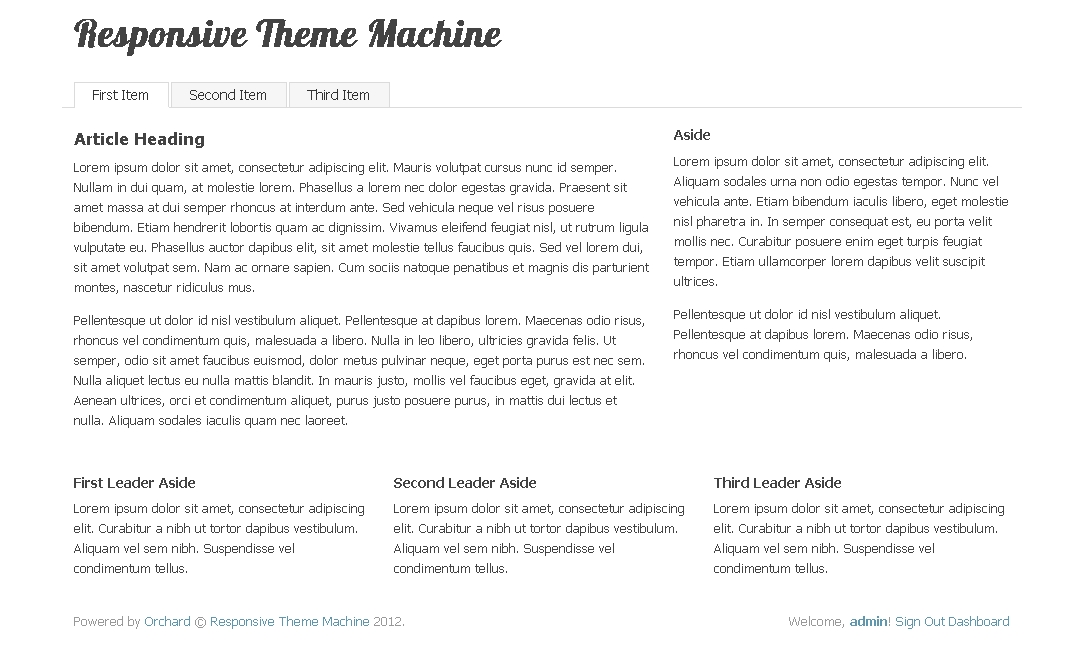 Responsive Theme Machine
First Item
Second Item
Third Item
Article Heading
Lorem ipsum dolor sit amet, consectetur adipiscing elit. Mauris volutpat cursus nunc id semper.
Nullam in dui quam, at molestie lorem. Phasellus a lorem nec dolor egestas gravida. Praesent sit
amet massa at dui semper rhoncus at interdum ante. Sed vehicula neque vel risus posuere
bibendum. Etiam hendrerit lobortis quam ac dignissim. Vivamus eleifend feugiat nisl, ut rutrum ligula
vulputate eu. Phasellus auctor dapibus elit, sit amet molestie tellus faucibus quis. Sed vel lorem dui,
sit amet volutpat sem. Nam ac ornare sapien. Cum sociis natoque penatibus et magnis dis parturient
montes, nascetur ridiculus mus.
Pellentesque ut dolor id nisl vestibulum aliquet. Pellentesque at dapibus lorem. Maecenas odio risus,
rhoncus vel condimentum quis, malesuada a libero. Nulla in leo libero, ultricies gravida felis. Ut
semper, odio sit amet faucibus euismod, dolor metus pulvinar neque, eget porta purus est nec sem.
Nulla aliquet lectus eu nulla mattis blandit. In mauris justo, mollis vel faucibus eget, gravida at elit.
Aenean ultrices, orci et condimentum aliquet, purus justo posuere purus, in mattis dui lectus et
nulla. Aliquam sodales iaculis quam nec laoreet.
Aside
Lorem ipsum dolor sit amet, consectetur adipiscing elit.
Aliquam sodales urna non odio egestas tempor. Nunc vel
vehicula ante. Etiam bibendum iaculis libero, eget molestie
nisl pharetra in. In semper consequat est, eu porta velit
mollis nec. Curabitur posuere enim eget turpis feugiat
tempor. Etiam ullamcorper lorem dapibus velit suscipit
ultrices.
Pellentesque ut dolor id nisl vestibulum aliquet.
Pellentesque at dapibus lorem. Maecenas odio risus,
rhoncus vel condimentum quis, malesuada a libero.
First Leader Aside
Lorem ipsum dolor sit amet, consectetur adipiscing
elit. Curabitur a nibh ut tortor dapibus vestibulum.
Aliquam vel sem nibh. Suspendisse vel
condimentum tellus.
Second Leader Aside
Lorem ipsum dolor sit amet, consectetur adipiscing
elit. Curabitur a nibh ut tortor dapibus vestibulum.
Aliquam vel sem nibh. Suspendisse vel
condimentum tellus.
Third Leader Aside
Lorem ipsum dolor sit amet, consectetur adipiscing
elit. Curabitur a nibh ut tortor dapibus vestibulum.
Aliquam vel sem nibh. Suspendisse vel
condimentum tellus.
Powered by Orchard © Responsive Theme Machine 2012.
Welcome, admin! Sign Out Dashboard